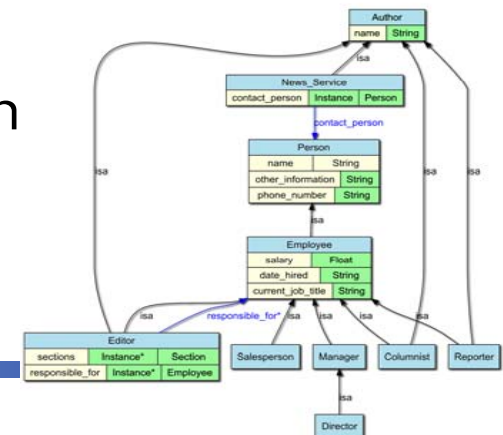 n
Author
name String
isa
News_Service
contact_person Instance Person
contact_person
Person
name String
other_information String
phone_number String
isa isa isa
isa
Employee
salary Float
date_hired String
current_job_title String
isa responsible_for* isa isa isa isa
Editor
sections Instance* Section
responsible_for Instance* Employee
Salesperson Manager Columnist Reporter
isa
Director